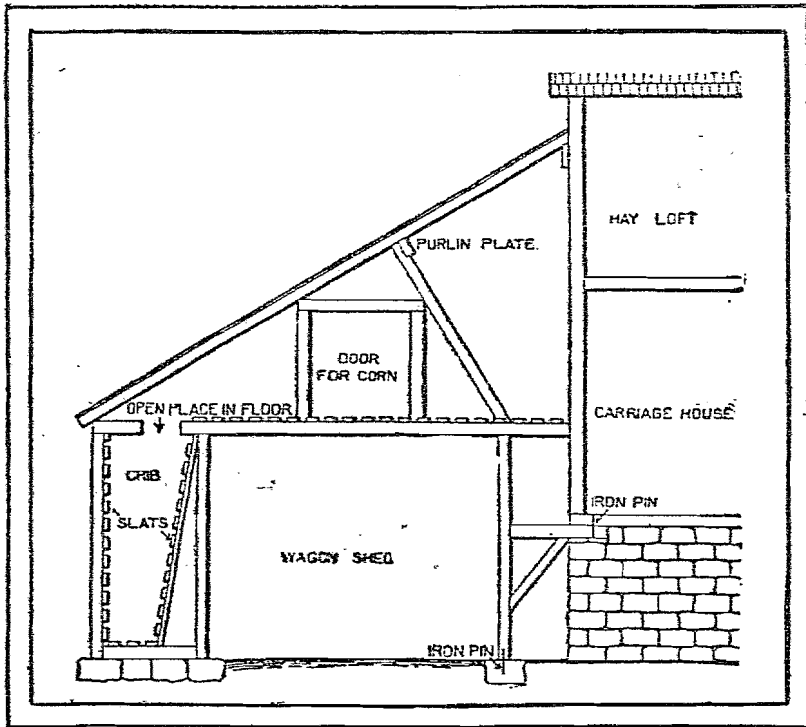 HAY LOFT
PURLIN PLATE.
DOOR
FOR CORN
OPEN PLACE IN FLOOR
CARRIAGE HOUSE
CRIB
SLATS
IRON PIN
WAGON SHED
IRON PIN